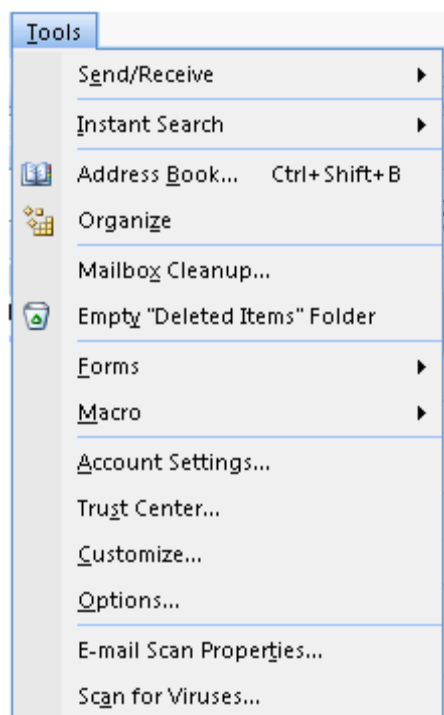 Tools
Send/Receive
Instant Search
Address Book... Ctrl+Shift+B
Organize
Mailbox Cleanup...
Empty "Deleted Items" Folder
Forms
Macro
Account Settings...
Trust Center...
Customize...
Options...
E-mail Scan Properties...
Scan for Viruses...